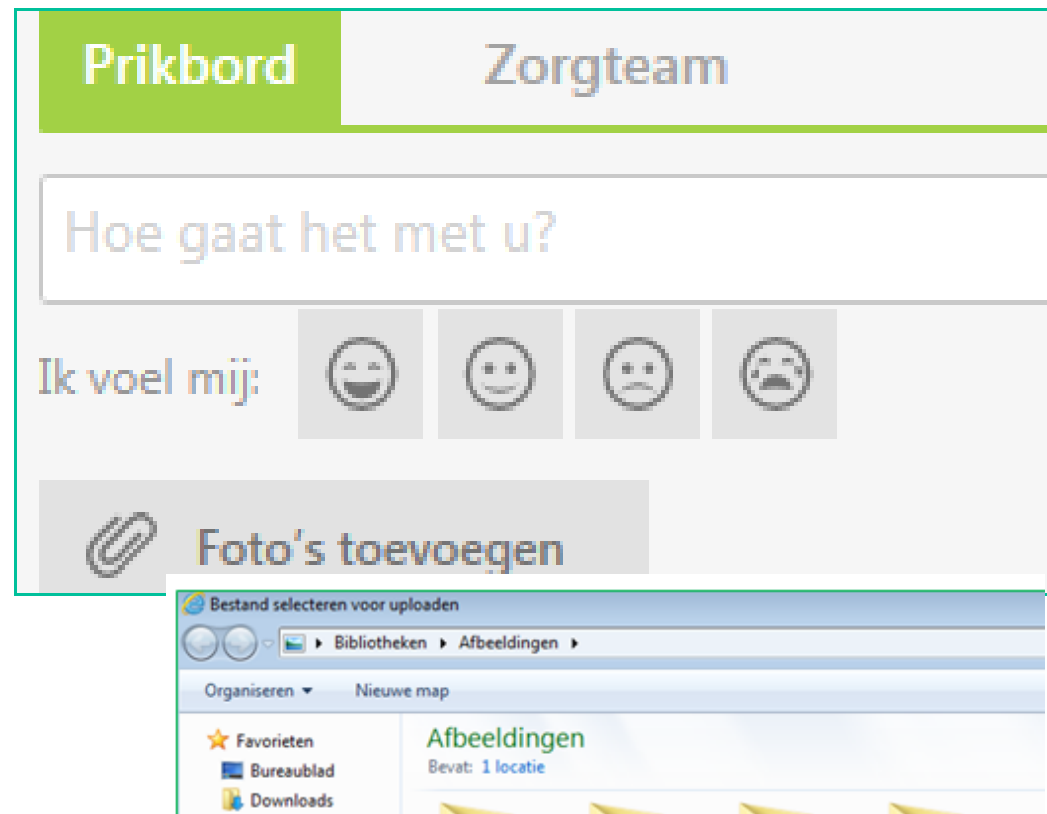 Prikbord Zorgteam
Hoe gaat het met u?
Ik voel mij:
Foto's toevoegen
Bestand selecteren voor uploaden
Bibliotheken Afbeeldingen
Organiseren Nieuwe map
Favorieten
Bureaublad
Downloads
Afbeeldingen
Bevat: 1 locatie